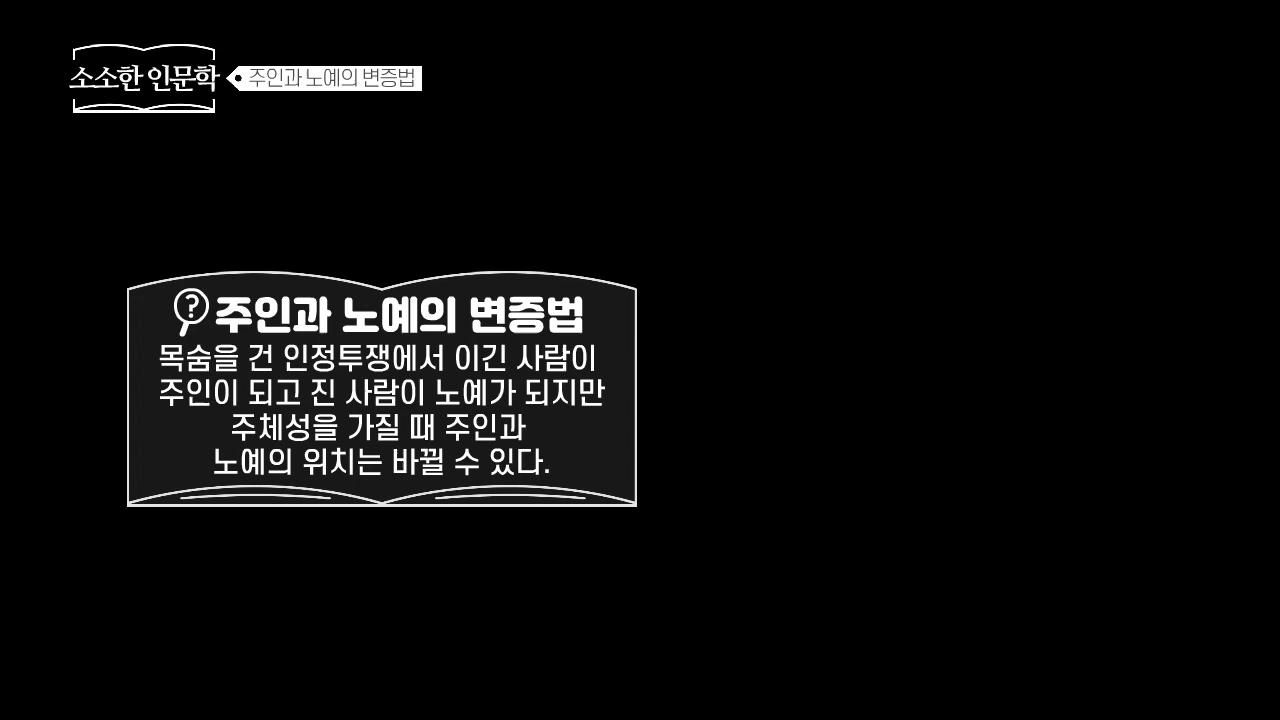 소소한 인문학
주인과 노예의 변증법
주인과 노예의 변증법
목숨을 건 인정투쟁에서 이긴 사람이
주인이 되고 진 사람이 노예가 되지만
주체성을 가질 때 주인과
노예의 위치는 바뀔 수 있다.